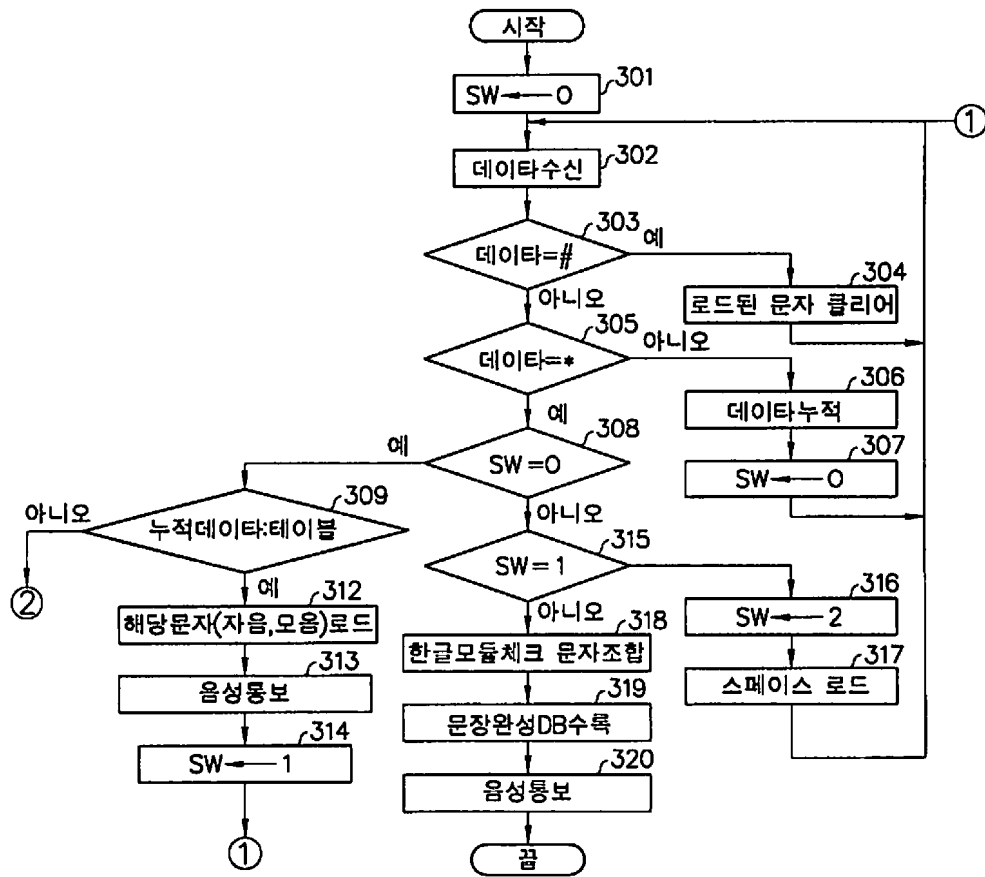 시작
SW ← 0
301
①
데이타수신
302
303
데이타=#
예
아니오
304
로드된 문자 클리어
305
데이타=*
아니오
예
306
데이타누적
307
SW ← 0
308
SW=0
예
아니오
309
누적데이타:테이블
아니오
예
②
315
SW=1
아니오
312
해당문자(자음,모음)로드
313
음성통보
314
SW ← 1
①
316
SW ← 2
317
스페이스 로드
318
한글모듈체크 문자조합
319
문장완성DB수록
320
음성통보
끝